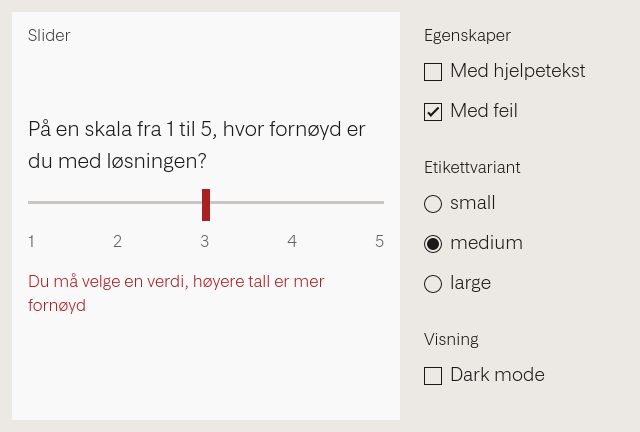 Slider
På en skala fra 1 til 5, hvor fornøyd er
du med løsningen?
1 2 3 4 5
Du må velge en verdi, høyere tall er mer
fornøyd
Egenskaper
Med hjelpetekst
Med feil
Etikettvariant
small
medium
large
Visning
Dark mode